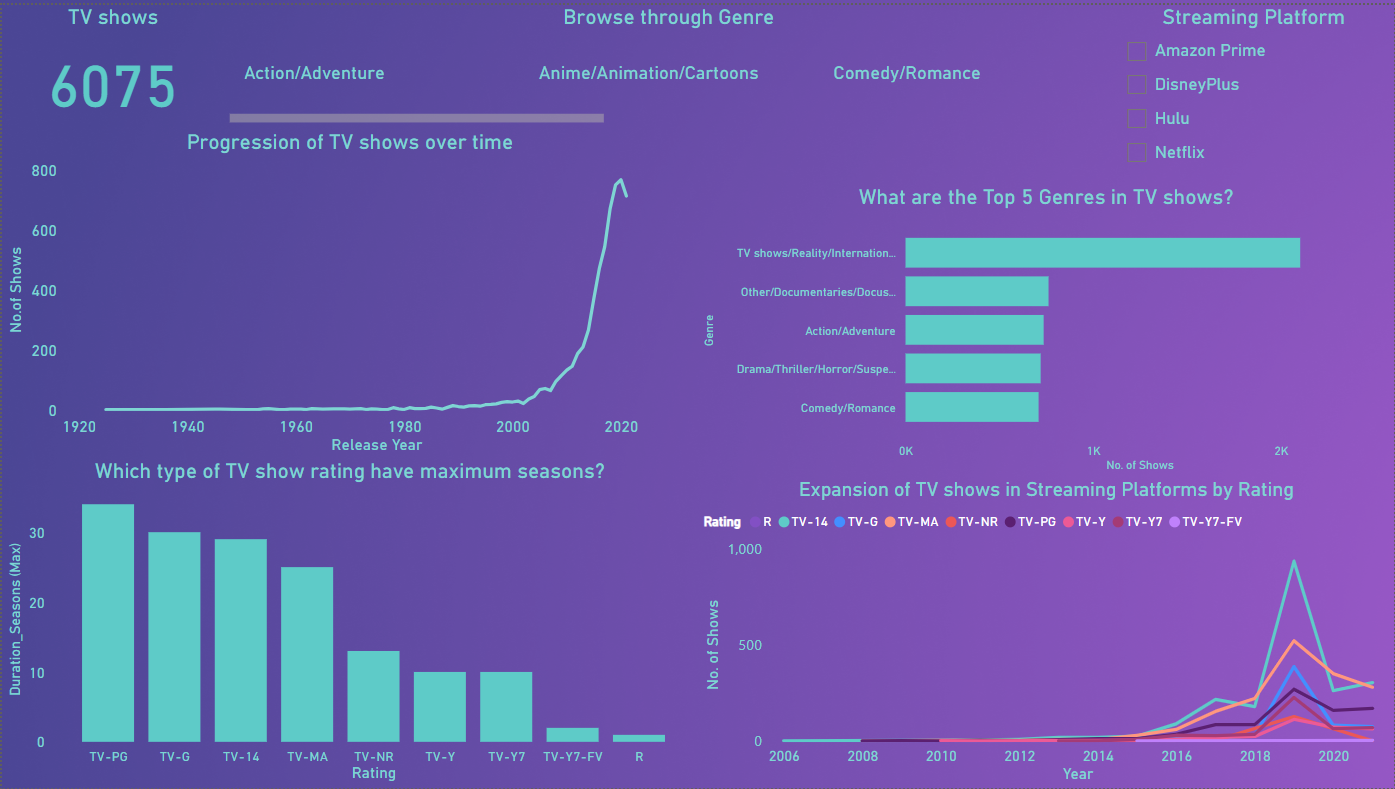 TV shows
Browse through Genre
Streaming Platform
6075
Action/Adventure
Anime/Animation/Cartoons
Comedy/Romance
Amazon Prime
DisneyPlus
Hulu
Netflix
Progression of TV shows over time
No.of Shows
800
600
400
200
0
1920 1940 1960 1980 2000 2020
Release Year
What are the Top 5 Genres in TV shows?
Genre
TV shows/Reality/Internation...
Other/Documentaries/Docus...
Action/Adventure
Drama/Thriller/Horror/Suspe...
Comedy/Romance
0K 1K 2K
No. of Shows
Which type of TV show rating have maximum seasons?
Duration_Seasons (Max)
30
20
10
0
TV-PG TV-G TV-14 TV-MA TV-NR TV-Y TV-Y7 TV-Y7-FV R
Rating
Expansion of TV shows in Streaming Platforms by Rating
Rating R TV-14 TV-G TV-MA TV-NR TV-PG TV-Y TV-Y7 TV-Y7-FV
No. of Shows
1,000
500
0
2006 2008 2010 2012 2014 2016 2018 2020
Year